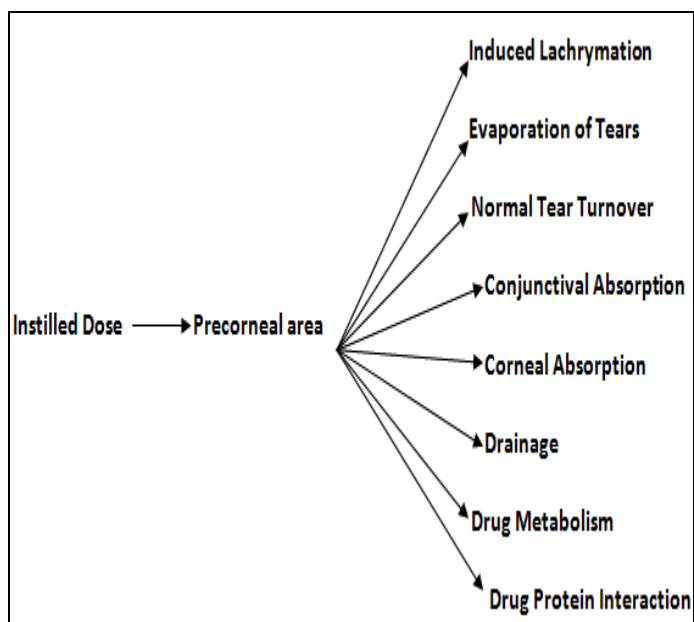 Induced Lachrymation
Evaporation of Tears
Normal Tear Turnover
Conjunctival Absorption
Instilled Dose
Precorneal area
Corneal Absorption
Drainage
Drug Metabolism
Drug Protein Interaction